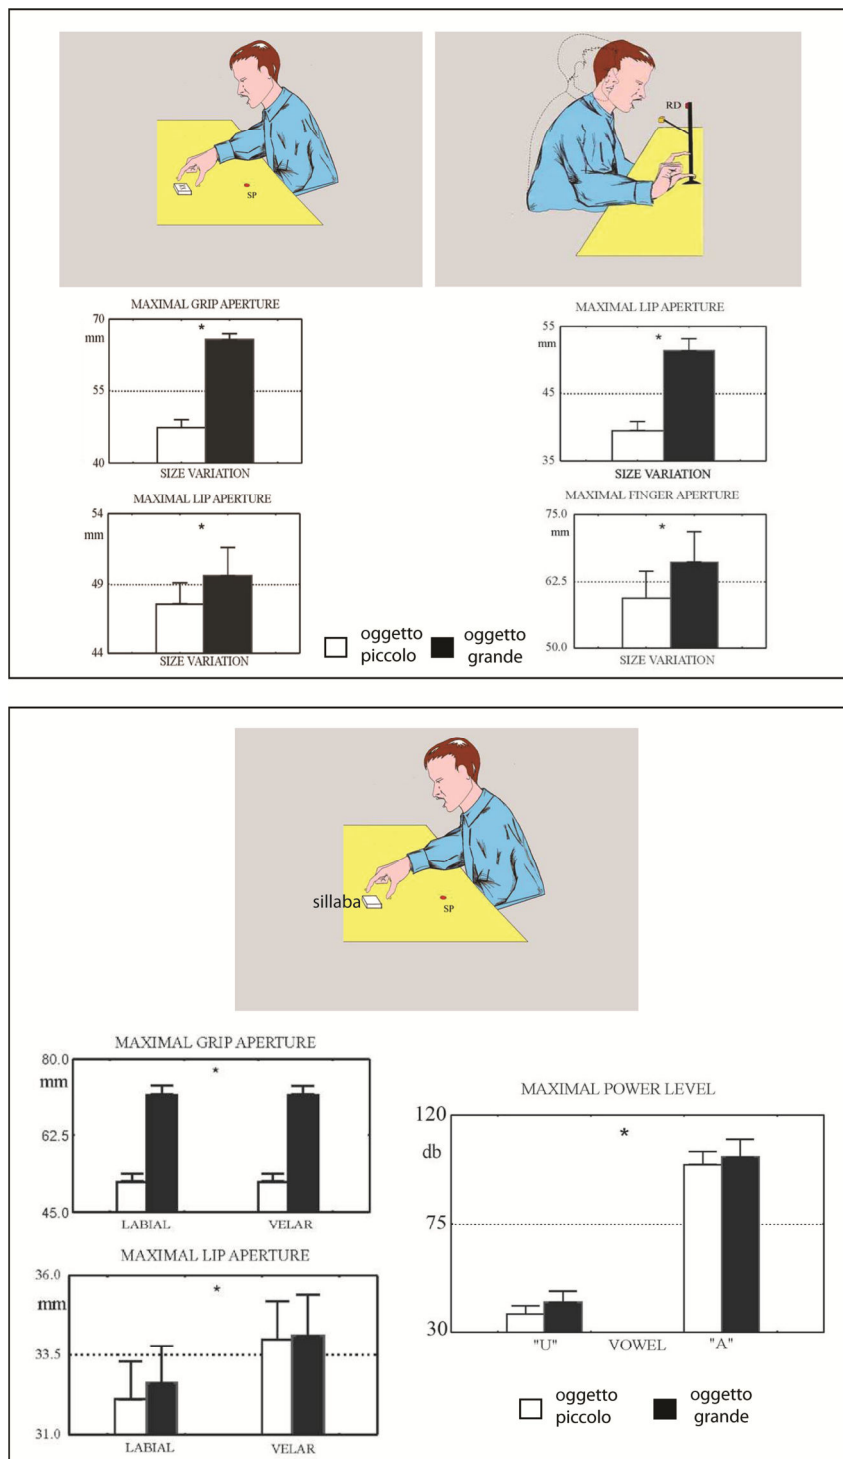 SP
RD
MAXIMAL GRIP APERTURE
70
mm
*
55
40
SIZE VARIATION
MAXIMAL LIP APERTURE
55
mm
*
45
35
SIZE VARIATION
MAXIMAL LIP APERTURE
54
mm
*
49
44
SIZE VARIATION
MAXIMAL FINGER APERTURE
75.0
mm
*
62.5
50.0
SIZE VARIATION
oggetto
piccolo
oggetto
grande
sillaba
SP
MAXIMAL GRIP APERTURE
80.0
mm
*
62.5
45.0
LABIAL VELAR
MAXIMAL LIP APERTURE
36.0
mm
*
33.5
31.0
LABIAL VELAR
MAXIMAL POWER LEVEL
120
db
*
75
30
"U" VOWEL "A"
oggetto
piccolo
oggetto
grande